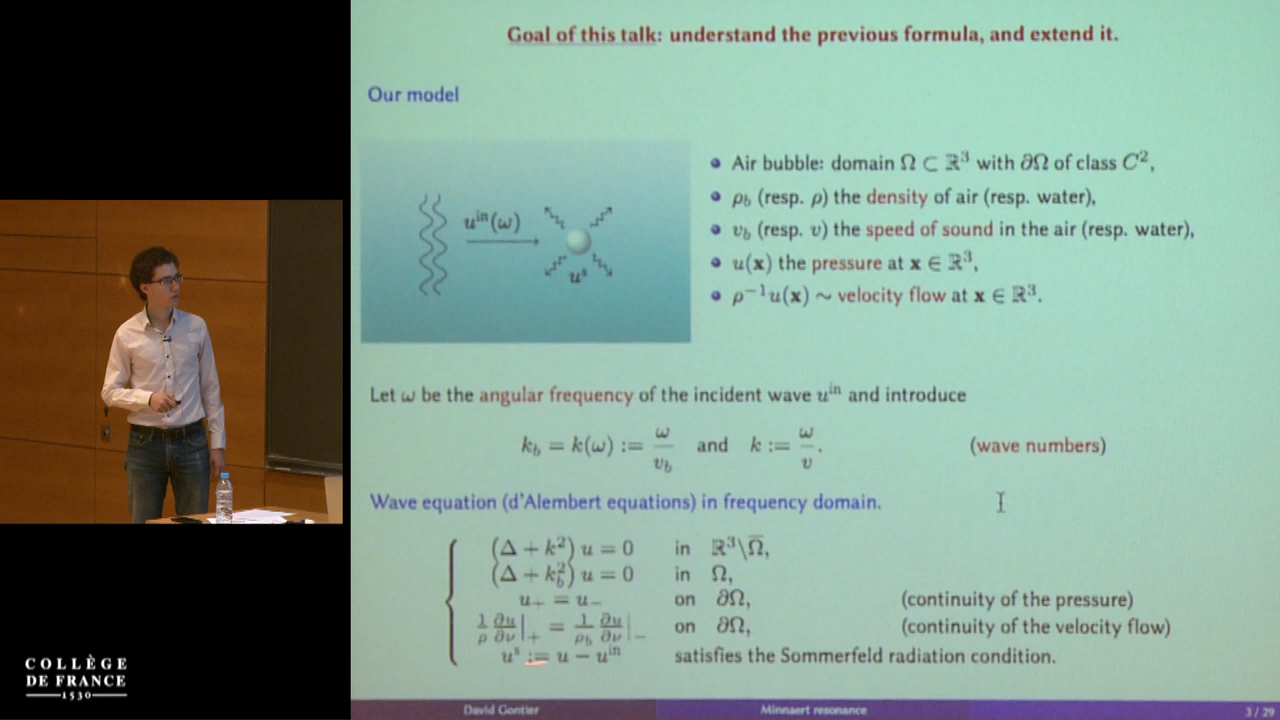 Goal of this talk: understand the previous formula, and extend it.
Our model
uⁱⁿ(ω)
uˢ
Air bubble: domain Ω ⊂ ℝ³ with ∂Ω of class C²,
ρ_b (resp. ρ) the density of air (resp. water),
v_b (resp. v) the speed of sound in the air (resp. water),
u(x) the pressure at x ∈ ℝ³,
ρ⁻¹u(x) ∼ velocity flow at x ∈ ℝ³.
Let ω be the angular frequency of the incident wave uⁱⁿ and introduce
k_b = k(ω) := ω/v_b and k := ω/v. (wave numbers)
Wave equation (d'Alembert equations) in frequency domain.
(Δ + k²) u = 0 in ℝ³\Ω̅,
(Δ + k_b²) u = 0 in Ω,
u₊ = u₋ on ∂Ω, (continuity of the pressure)
1/ρ ∂u/∂ν|₊ = 1/ρ_b ∂u/∂ν|₋ on ∂Ω, (continuity of the velocity flow)
uˢ := u − uⁱⁿ satisfies the Sommerfeld radiation condition.
COLLÈGE
DE FRANCE
1530
David Gontier Minnaert resonance 3 / 29